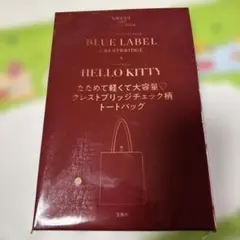 BLUE LABEL
CRESTBRIDGE
×
HELLO KITTY
たためて軽くて大容量♡
クレストブリッジチェック柄
トートバッグ
宝島社